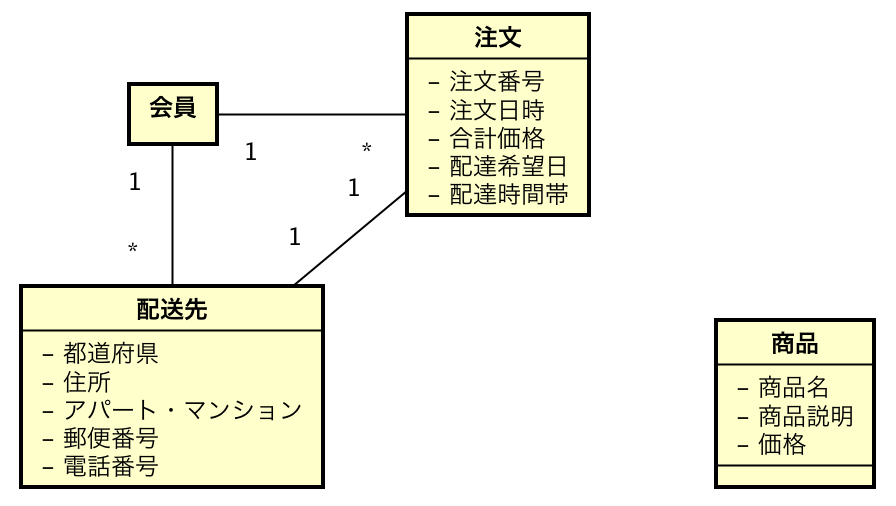 注文
- 注文番号
- 注文日時
- 合計価格
- 配達希望日
- 配達時間帯
会員
1
*
1
1
*
1
配送先
- 都道府県
- 住所
- アパート・マンション
- 郵便番号
- 電話番号
商品
- 商品名
- 商品説明
- 価格